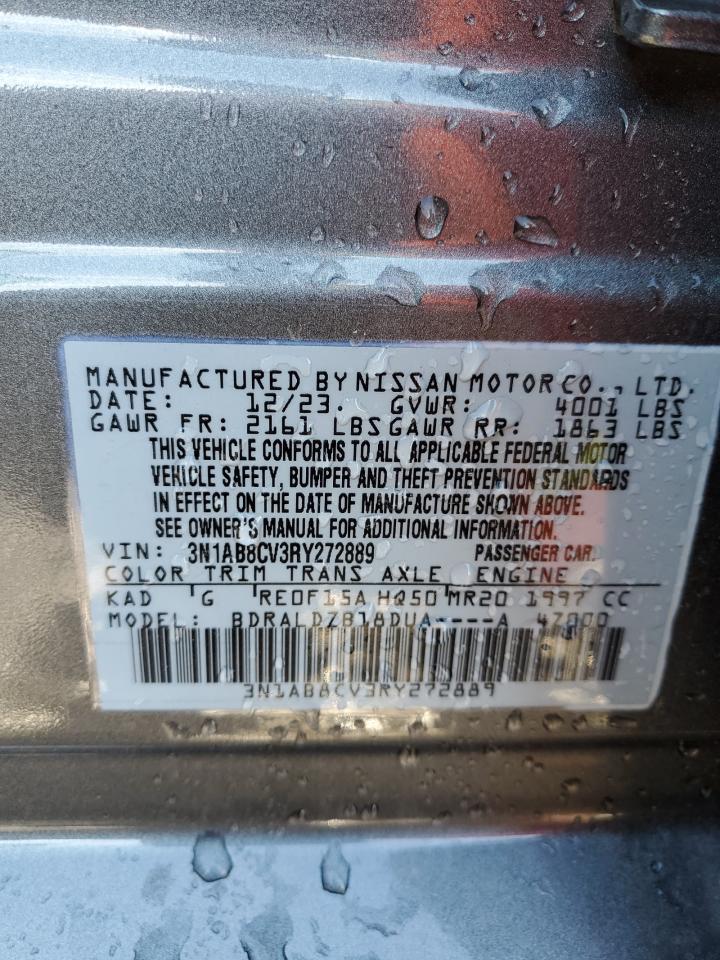 MANUFACTURED BY NISSAN MOTOR CO., LTD.
DATE: 12/23. GVWR: 4001 LBS
GAWR FR: 2161 LBS GAWR RR: 1863 LBS
THIS VEHICLE CONFORMS TO ALL APPLICABLE FEDERAL MOTOR
VEHICLE SAFETY, BUMPER AND THEFT PREVENTION STANDARDS
IN EFFECT ON THE DATE OF MANUFACTURE SHOWN ABOVE.
SEE OWNER'S MANUAL FOR ADDITIONAL INFORMATION.
VIN: 3N1AB8CV3RY272889 PASSENGER CAR
COLOR TRIM TRANS AXLE ENGINE
KAD G RE0F15A HQ50 MR20 1997 CC
MODEL: BDRALDZB18DUA----A 47000
3N1AB8CV3RY272889